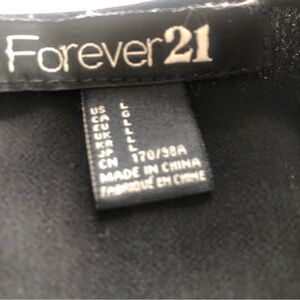 Forever21
US L
CA L
EU L
UK L
KR L
JP L
CN 170/98A
MADE IN CHINA
FABRIQUÉ EN CHINE